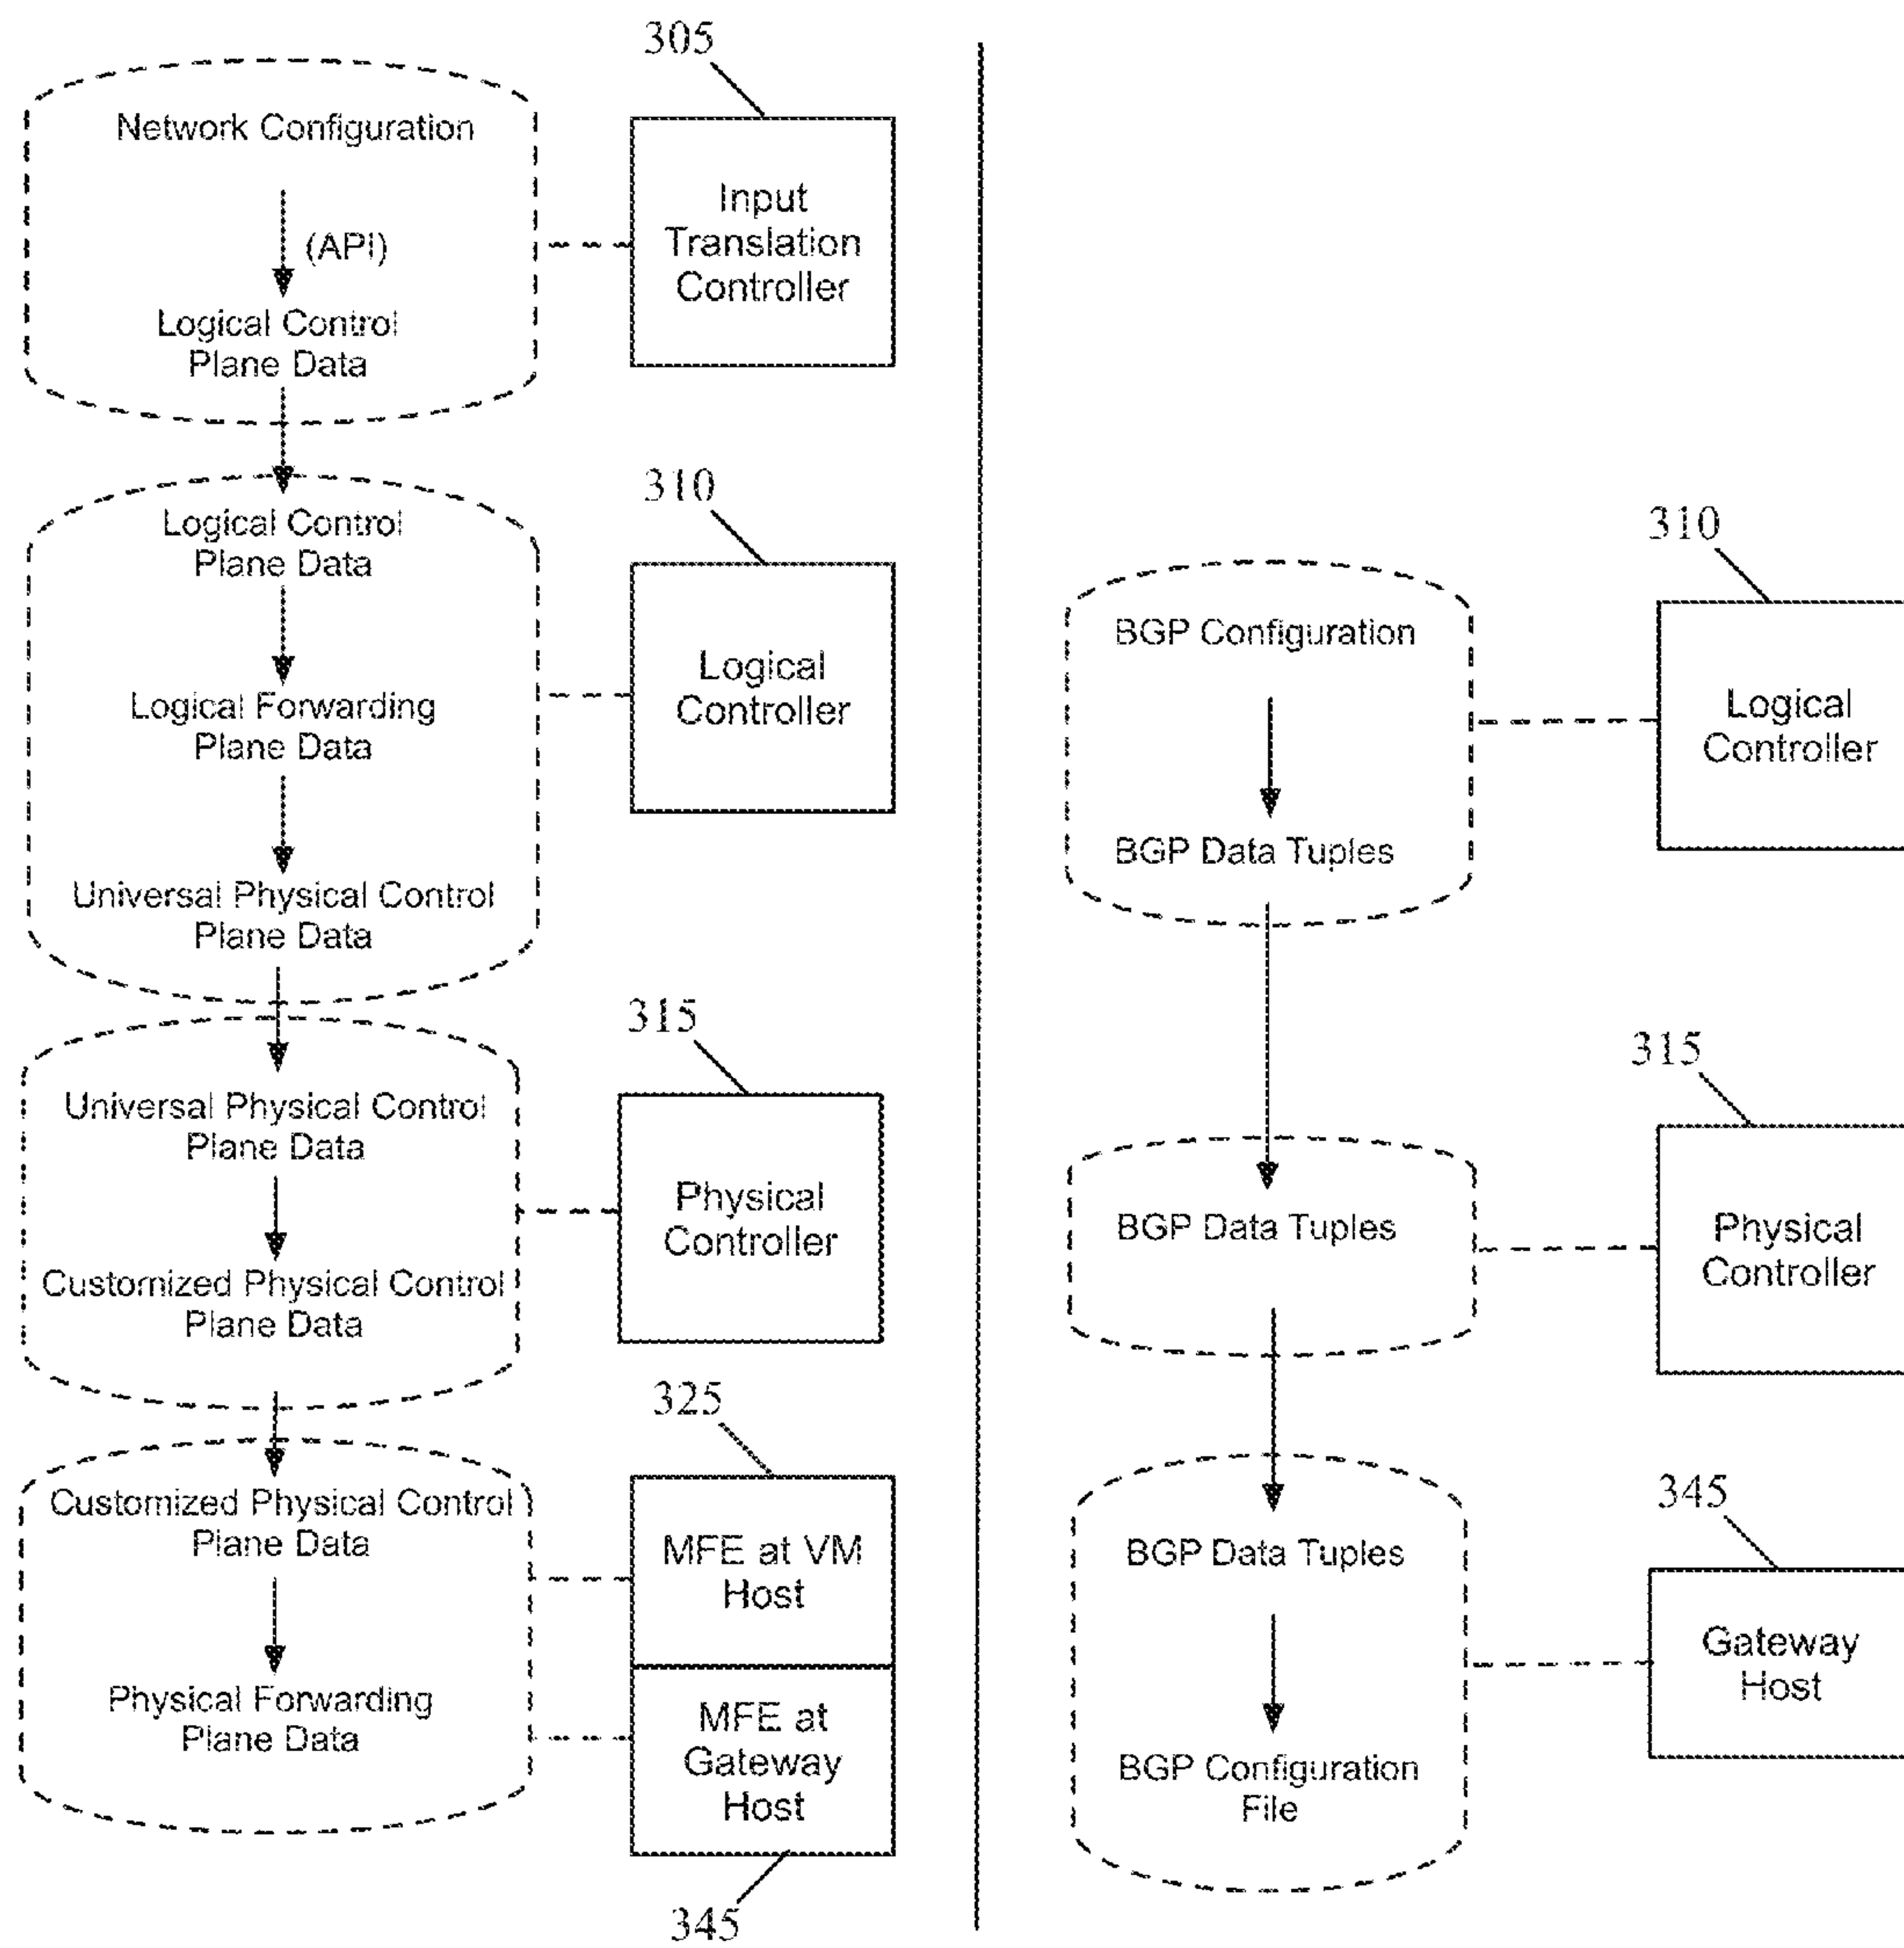 305
Network Configuration
(API)
Logical Control
Plane Data
Input
Translation
Controller
310
Logical Control
Plane Data
Logical Forwarding
Plane Data
Universal Physical Control
Plane Data
Logical
Controller
315
Universal Physical Control
Plane Data
Customized Physical Control
Plane Data
Physical
Controller
325
Customized Physical Control
Plane Data
Physical Forwarding
Plane Data
MFE at VM
Host
MFE at
Gateway
Host
345
310
BGP Configuration
BGP Data Tuples
Logical
Controller
315
BGP Data Tuples
Physical
Controller
345
BGP Data Tuples
BGP Configuration
File
Gateway
Host